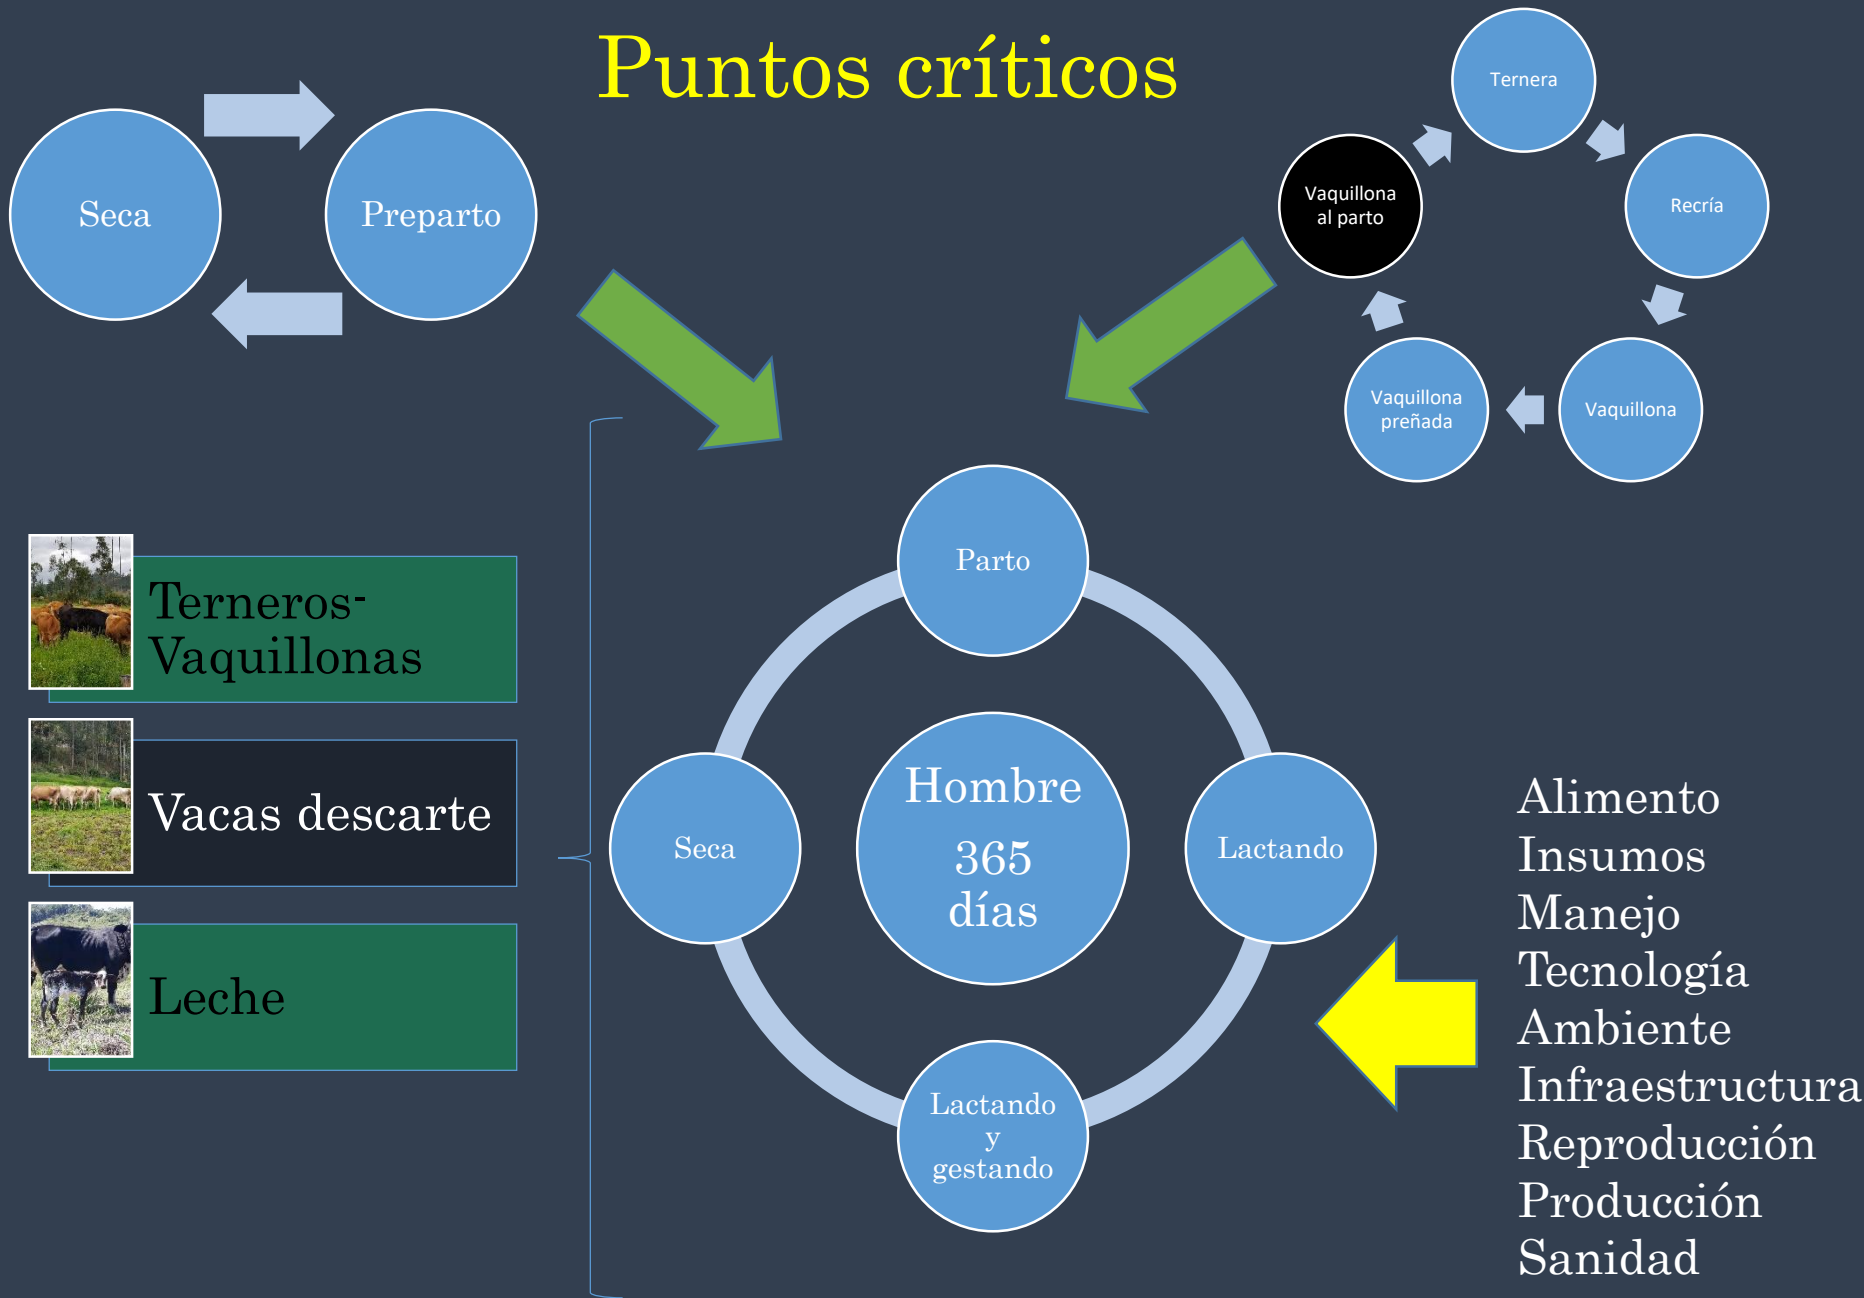 Puntos críticos
Seca
Preparto
Ternera
Recría
Vaquillona
Vaquillona
preñada
Vaquillona
al parto
Terneros-
Vaquillonas
Vacas descarte
Leche
Parto
Lactando
Lactando
y
gestando
Seca
Hombre
365
días
Alimento
Insumos
Manejo
Tecnología
Ambiente
Infraestructura
Reproducción
Producción
Sanidad